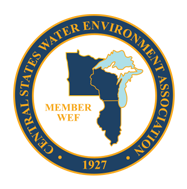 CENTRAL STATES WATER ENVIRONMENT ASSOCIATION
MEMBER
WEF
• 1927 •